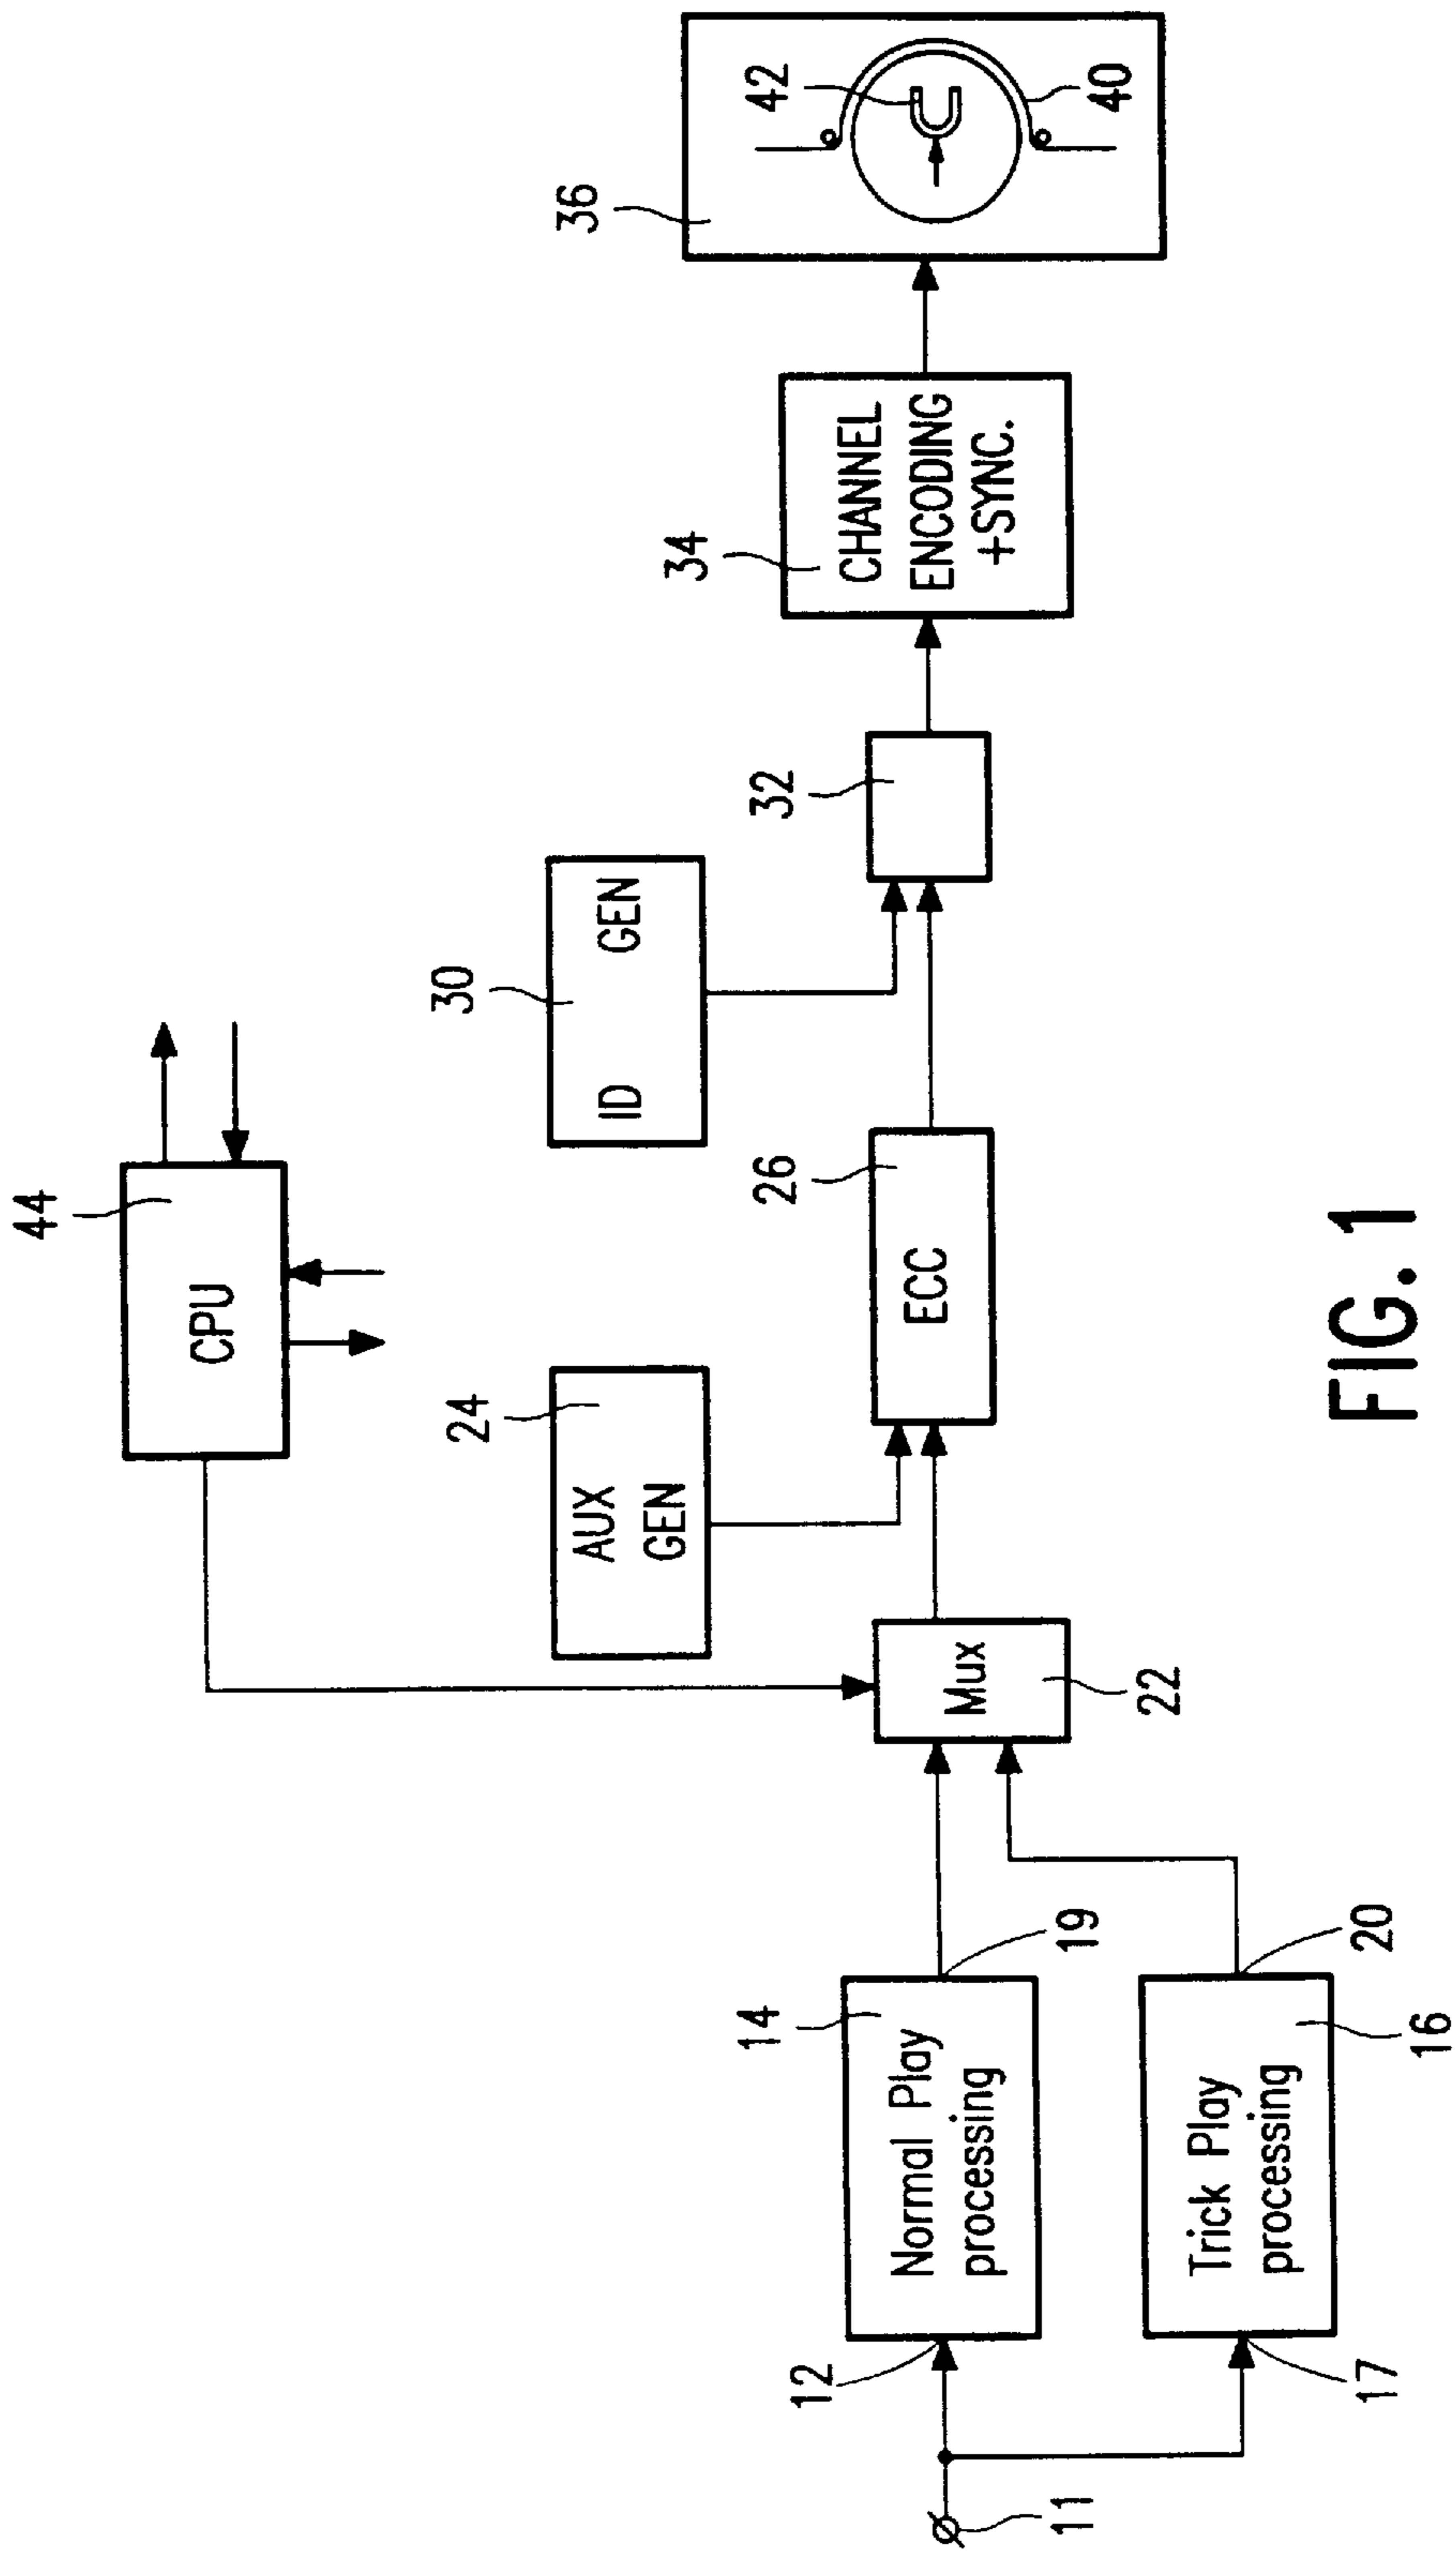 44
CPU
30
ID GEN
36
42
40
24
AUX
GEN
26
ECC
32
34
CHANNEL
ENCODING
+SYNC.
14
Normal Play
processing
12
19
Mux
22
11
Trick Play
processing
17
20
16
FIG. 1